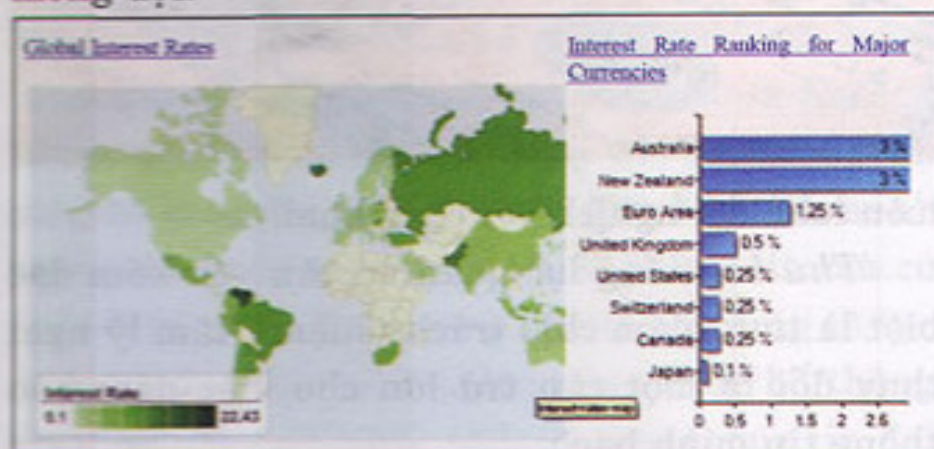 Global Interest Rates
Interest Rate Ranking for Major
Currencies
Australia 3 %
New Zealand 3 %
Euro Area 1.25 %
United Kingdom 0.5 %
United States 0.25 %
Switzerland 0.25 %
Canada 0.25 %
Japan 0.1 %
0 0.5 1 1.5 2 2.5
Interest Rate
0.1 22.43